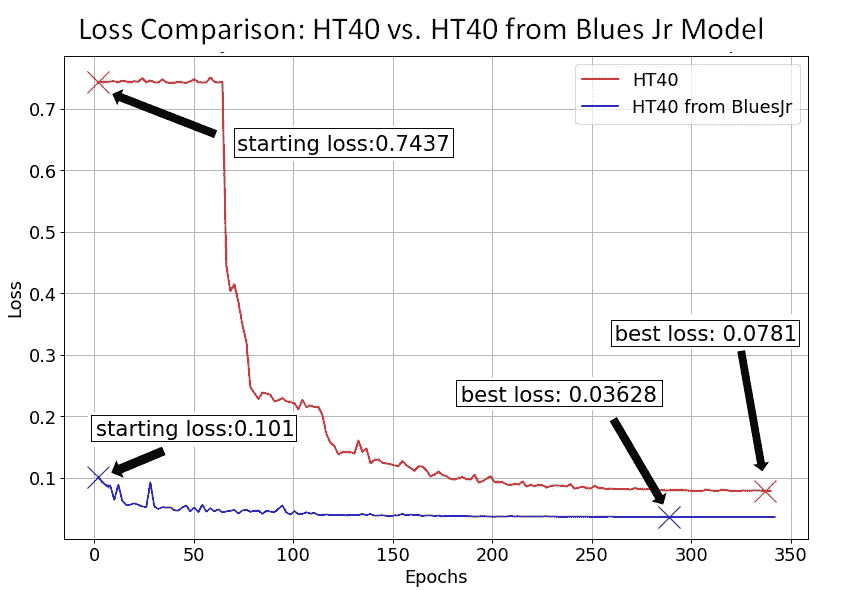 Loss Comparison: HT40 vs. HT40 from Blues Jr Model
HT40
HT40 from BluesJr
starting loss:0.7437
best loss: 0.0781
best loss: 0.03628
starting loss:0.101
Loss
0.7
0.6
0.5
0.4
0.3
0.2
0.1
0 50 100 150 200 250 300 350
Epochs